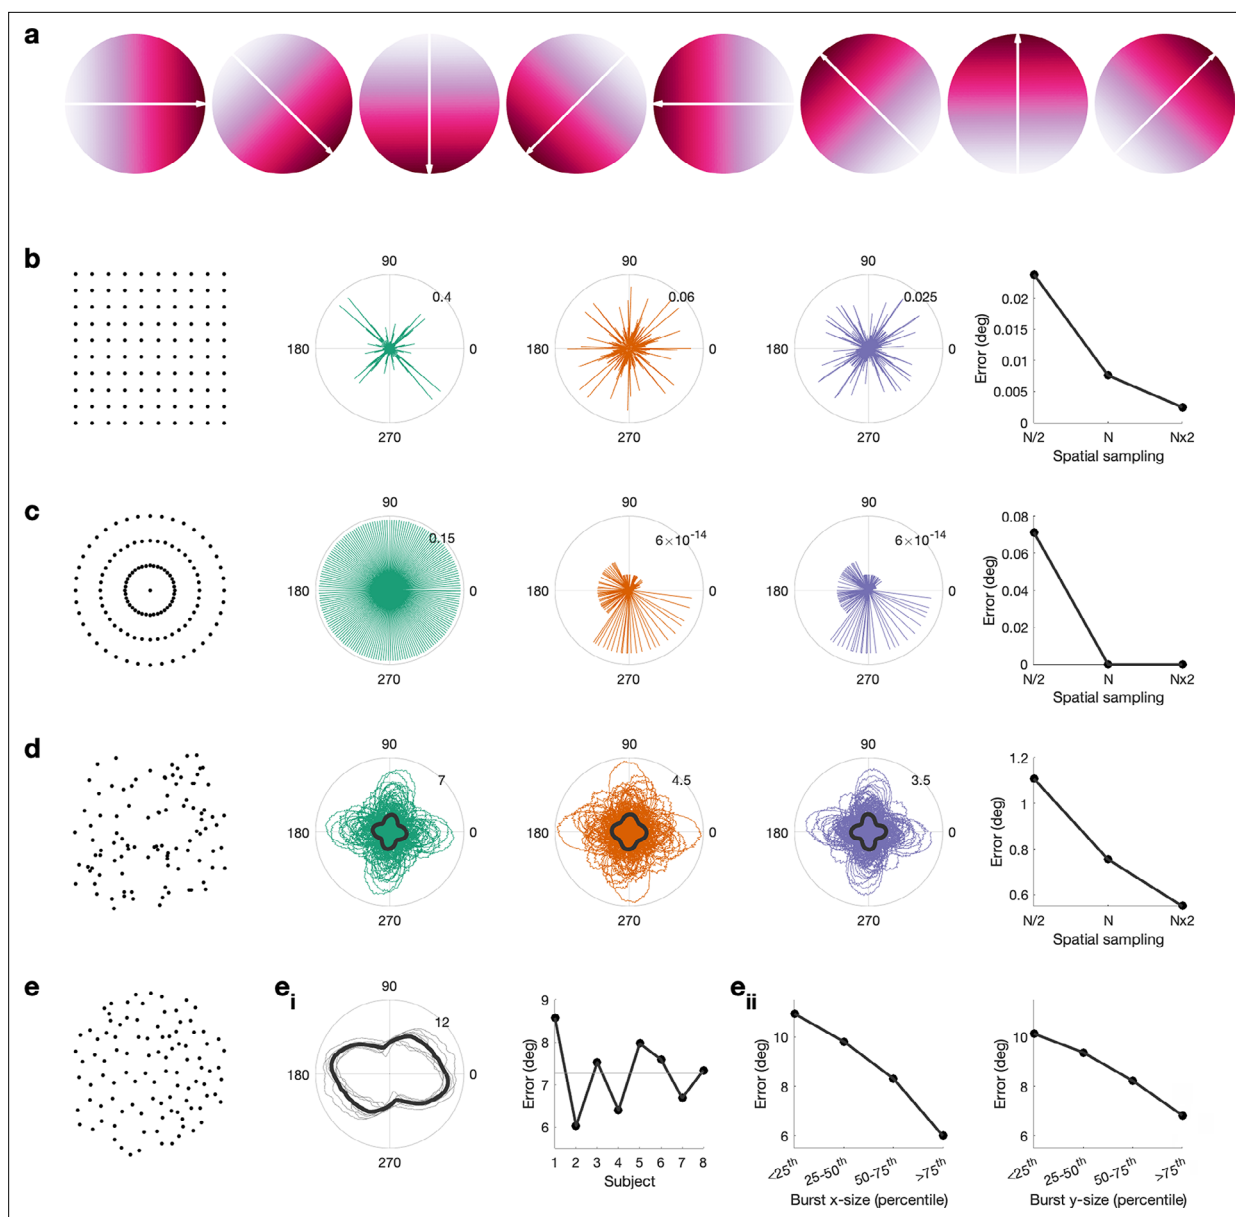 a
b
90
0.4
180
0
270
90
0.06
180
0
270
90
0.025
180
0
270
Error (deg)
0.02
0.015
0.01
0.005
0
N/2
N
Nx2
Spatial sampling
c
90
0.15
180
0
270
90
6×10⁻¹⁴
180
0
270
90
6×10⁻¹⁴
180
0
270
Error (deg)
0.08
0.06
0.04
0.02
0
N/2
N
Nx2
Spatial sampling
d
90
7
180
0
270
90
4.5
180
0
270
90
3.5
180
0
270
Error (deg)
1.2
1
0.8
0.6
N/2
N
Nx2
Spatial sampling
e
ei
90
12
180
0
270
Error (deg)
9
8
7
6
1 2 3 4 5 6 7 8
Subject
eii
Error (deg)
10
8
6
<25th
25-50th
50-75th
>75th
Burst x-size (percentile)
Error (deg)
10
8
6
<25th
25-50th
50-75th
>75th
Burst y-size (percentile)